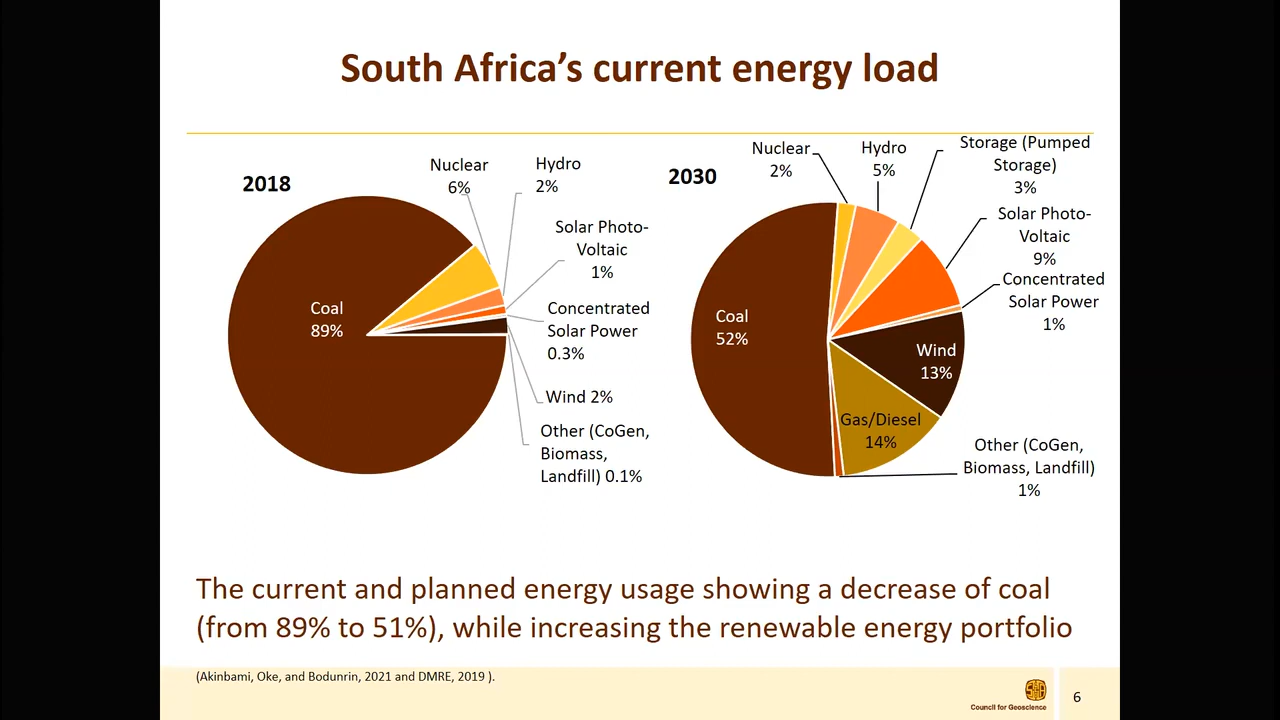 South Africa’s current energy load
2018
Nuclear
6%
Hydro
2%
Solar Photo-
Voltaic
1%
Concentrated
Solar Power
0.3%
Wind 2%
Other (CoGen,
Biomass,
Landfill) 0.1%
Coal
89%
2030
Nuclear
2%
Hydro
5%
Storage (Pumped
Storage)
3%
Solar Photo-
Voltaic
9%
Concentrated
Solar Power
1%
Wind
13%
Gas/Diesel
14%
Other (CoGen,
Biomass, Landfill)
1%
Coal
52%
The current and planned energy usage showing a decrease of coal
(from 89% to 51%), while increasing the renewable energy portfolio
(Akinbami, Oke, and Bodunrin, 2021 and DMRE, 2019 ).
Council for Geoscience
6